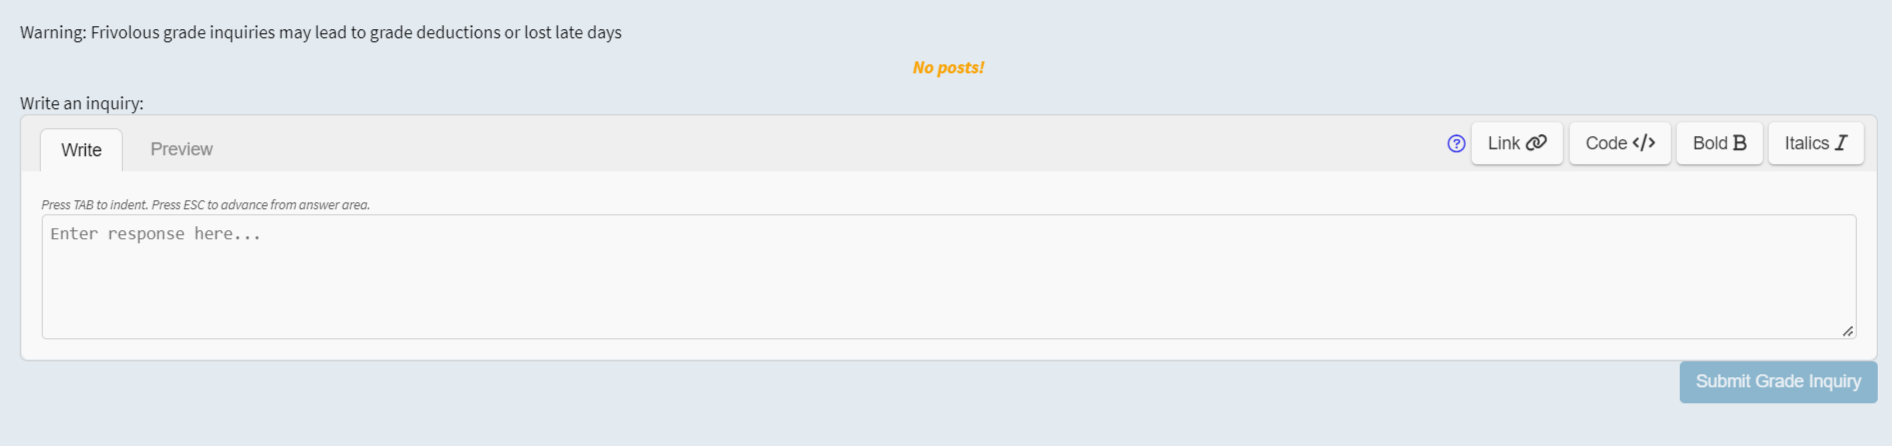 Warning: Frivolous grade inquiries may lead to grade deductions or lost late days
No posts!
Write an inquiry:
Write Preview ? Link Code </> Bold B Italics I
Press TAB to indent. Press ESC to advance from answer area.
Enter response here...
Submit Grade Inquiry